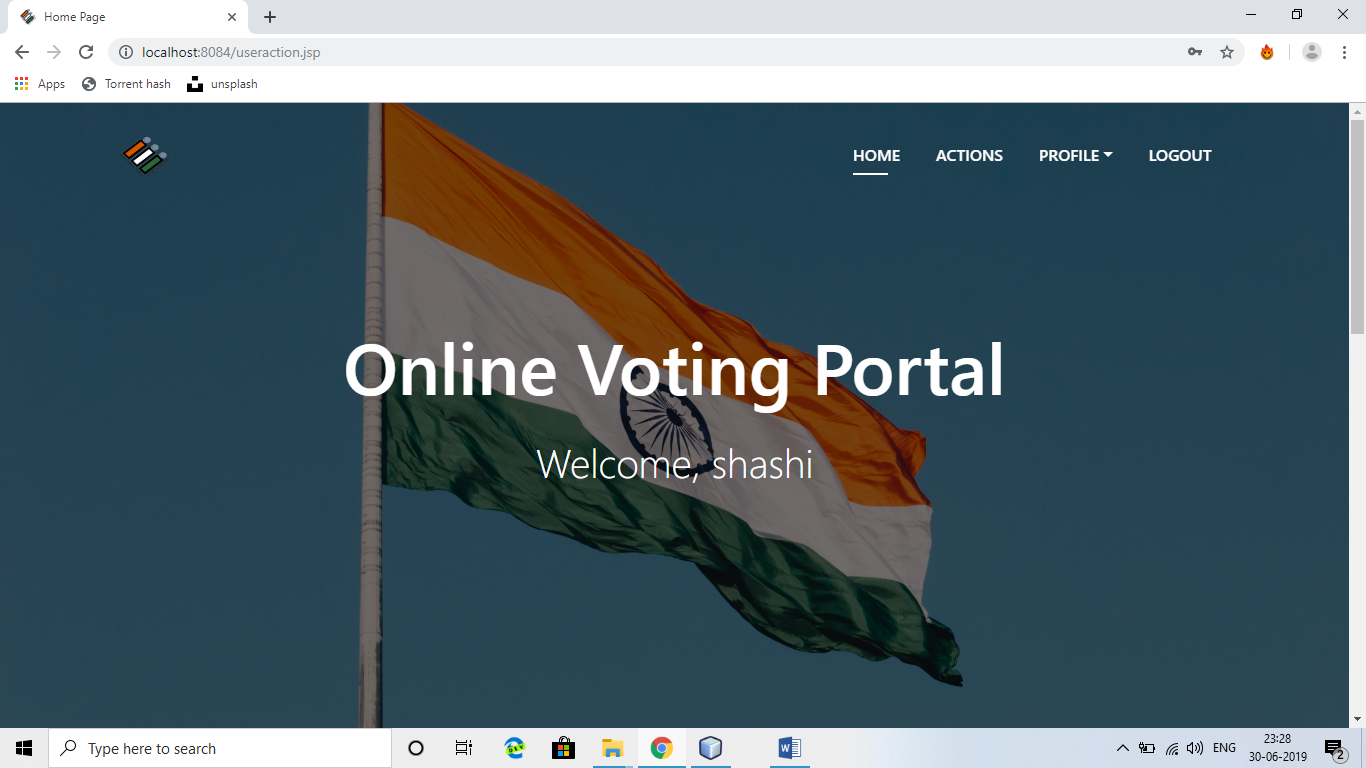 Home Page
localhost:8084/useraction.jsp
Apps Torrent hash unsplash
HOME ACTIONS PROFILE LOGOUT
Online Voting Portal
Welcome, shashi
Type here to search
DEV
W
ENG
23:28
30-06-2019
2